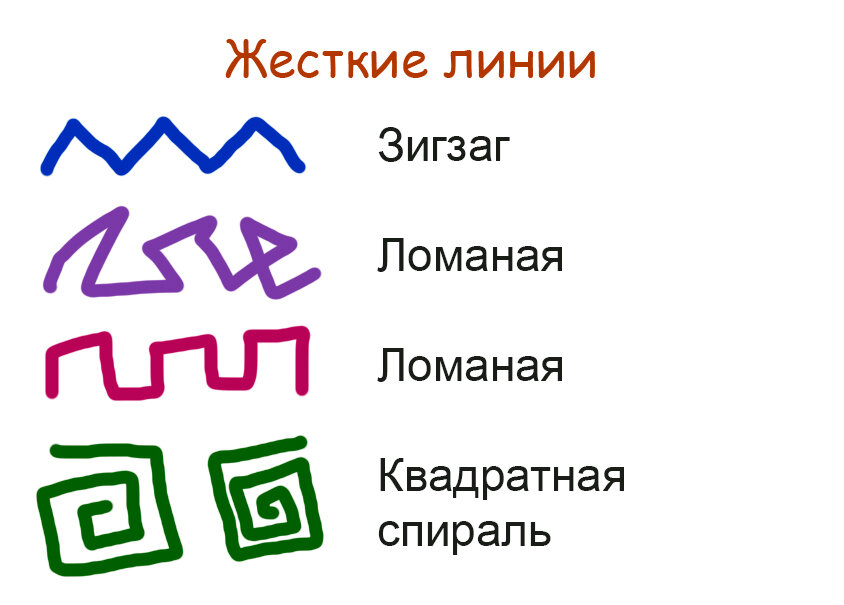 Жесткие линии
Зигзаг
Ломаная
Ломаная
Квадратная
спираль